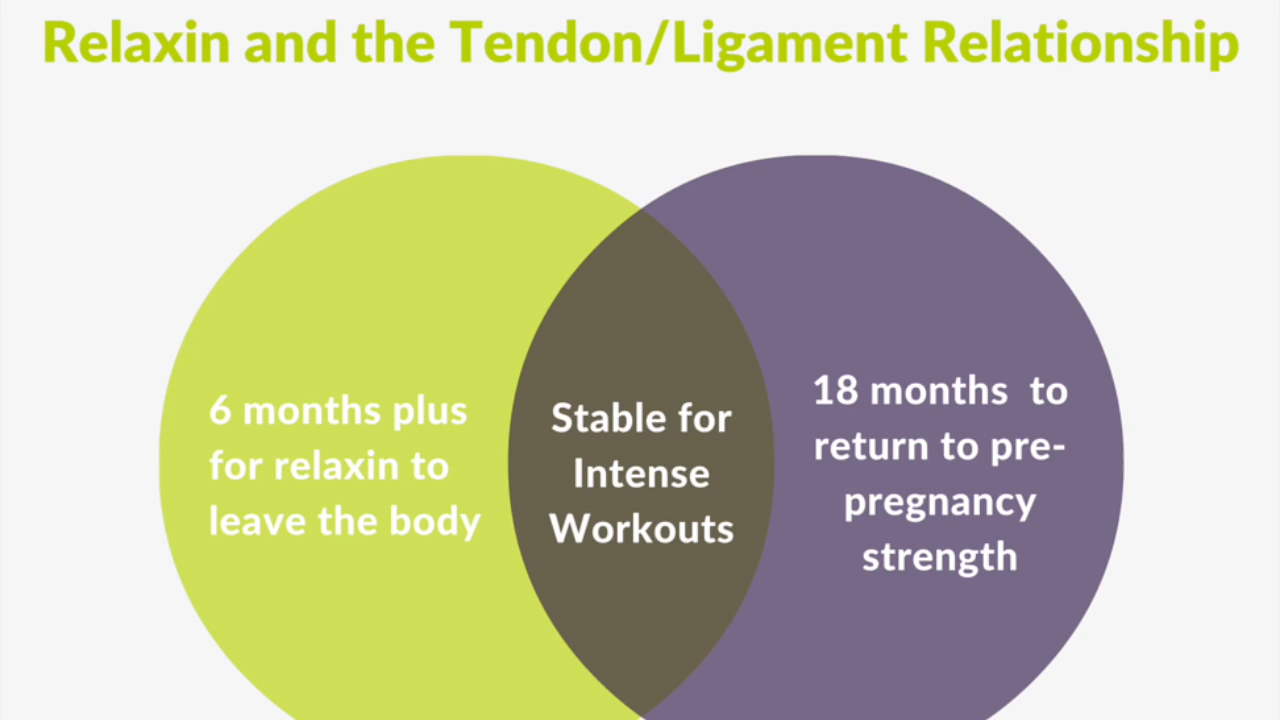 Relaxin and the Tendon/Ligament Relationship
6 months plus
for relaxin to
leave the body
Stable for
Intense
Workouts
18 months  to
return to pre-
pregnancy
strength